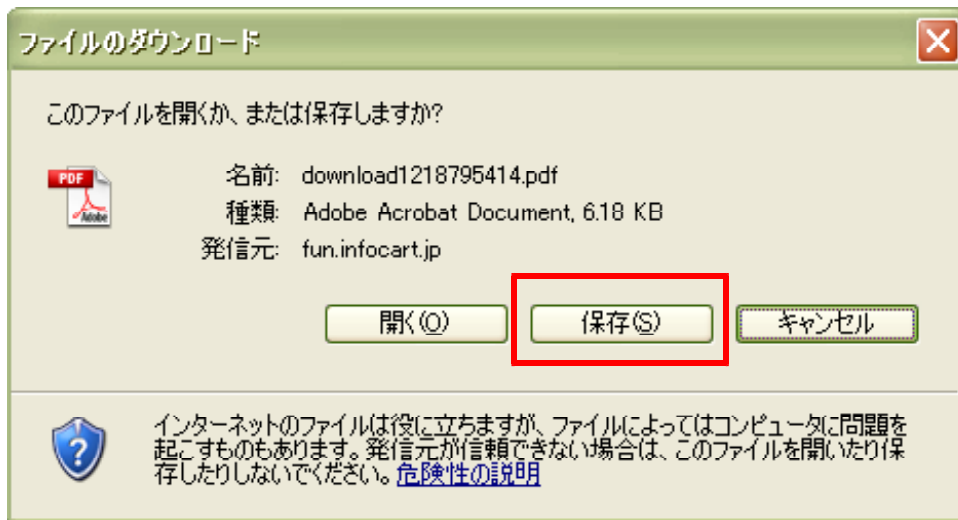 ファイルのダウンロード
このファイルを開くか、または保存しますか?
PDF
Adobe
名前: download1218795414.pdf
種類: Adobe Acrobat Document, 6.18 KB
発信元: fun.infocart.jp
開く(O) 保存(S) キャンセル
インターネットのファイルは役に立ちますが、ファイルによってはコンピュータに問題を
起こすものもあります。発信元が信頼できない場合は、このファイルを開いたり保
存したりしないでください。危険性の説明